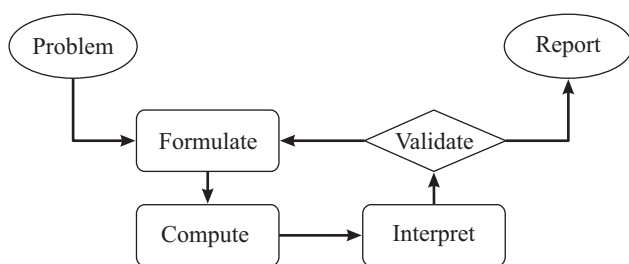 Problem
Report
Formulate
Validate
Compute
Interpret